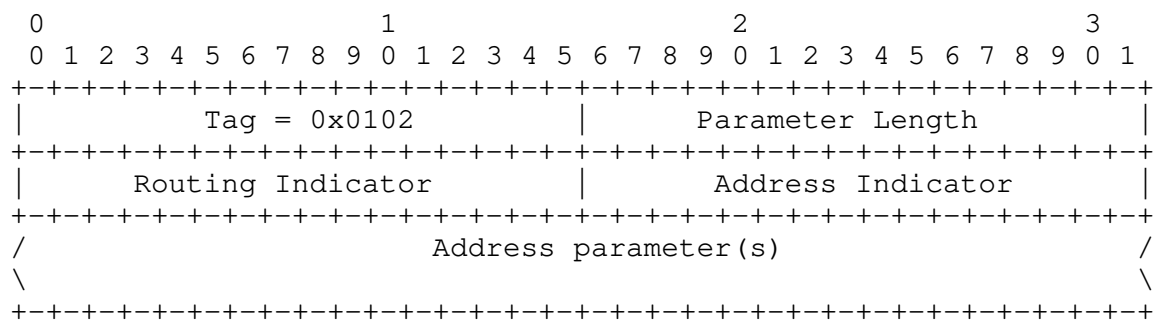 0                   1                   2                   3
 0 1 2 3 4 5 6 7 8 9 0 1 2 3 4 5 6 7 8 9 0 1 2 3 4 5 6 7 8 9 0 1
+-+-+-+-+-+-+-+-+-+-+-+-+-+-+-+-+-+-+-+-+-+-+-+-+-+-+-+-+-+-+-+-+
|          Tag = 0x0102         |      Parameter Length         |
+-+-+-+-+-+-+-+-+-+-+-+-+-+-+-+-+-+-+-+-+-+-+-+-+-+-+-+-+-+-+-+-+
|      Routing Indicator        |       Address Indicator       |
+-+-+-+-+-+-+-+-+-+-+-+-+-+-+-+-+-+-+-+-+-+-+-+-+-+-+-+-+-+-+-+-+
/                       Address parameter(s)                    /
\                                                               \
+-+-+-+-+-+-+-+-+-+-+-+-+-+-+-+-+-+-+-+-+-+-+-+-+-+-+-+-+-+-+-+-+